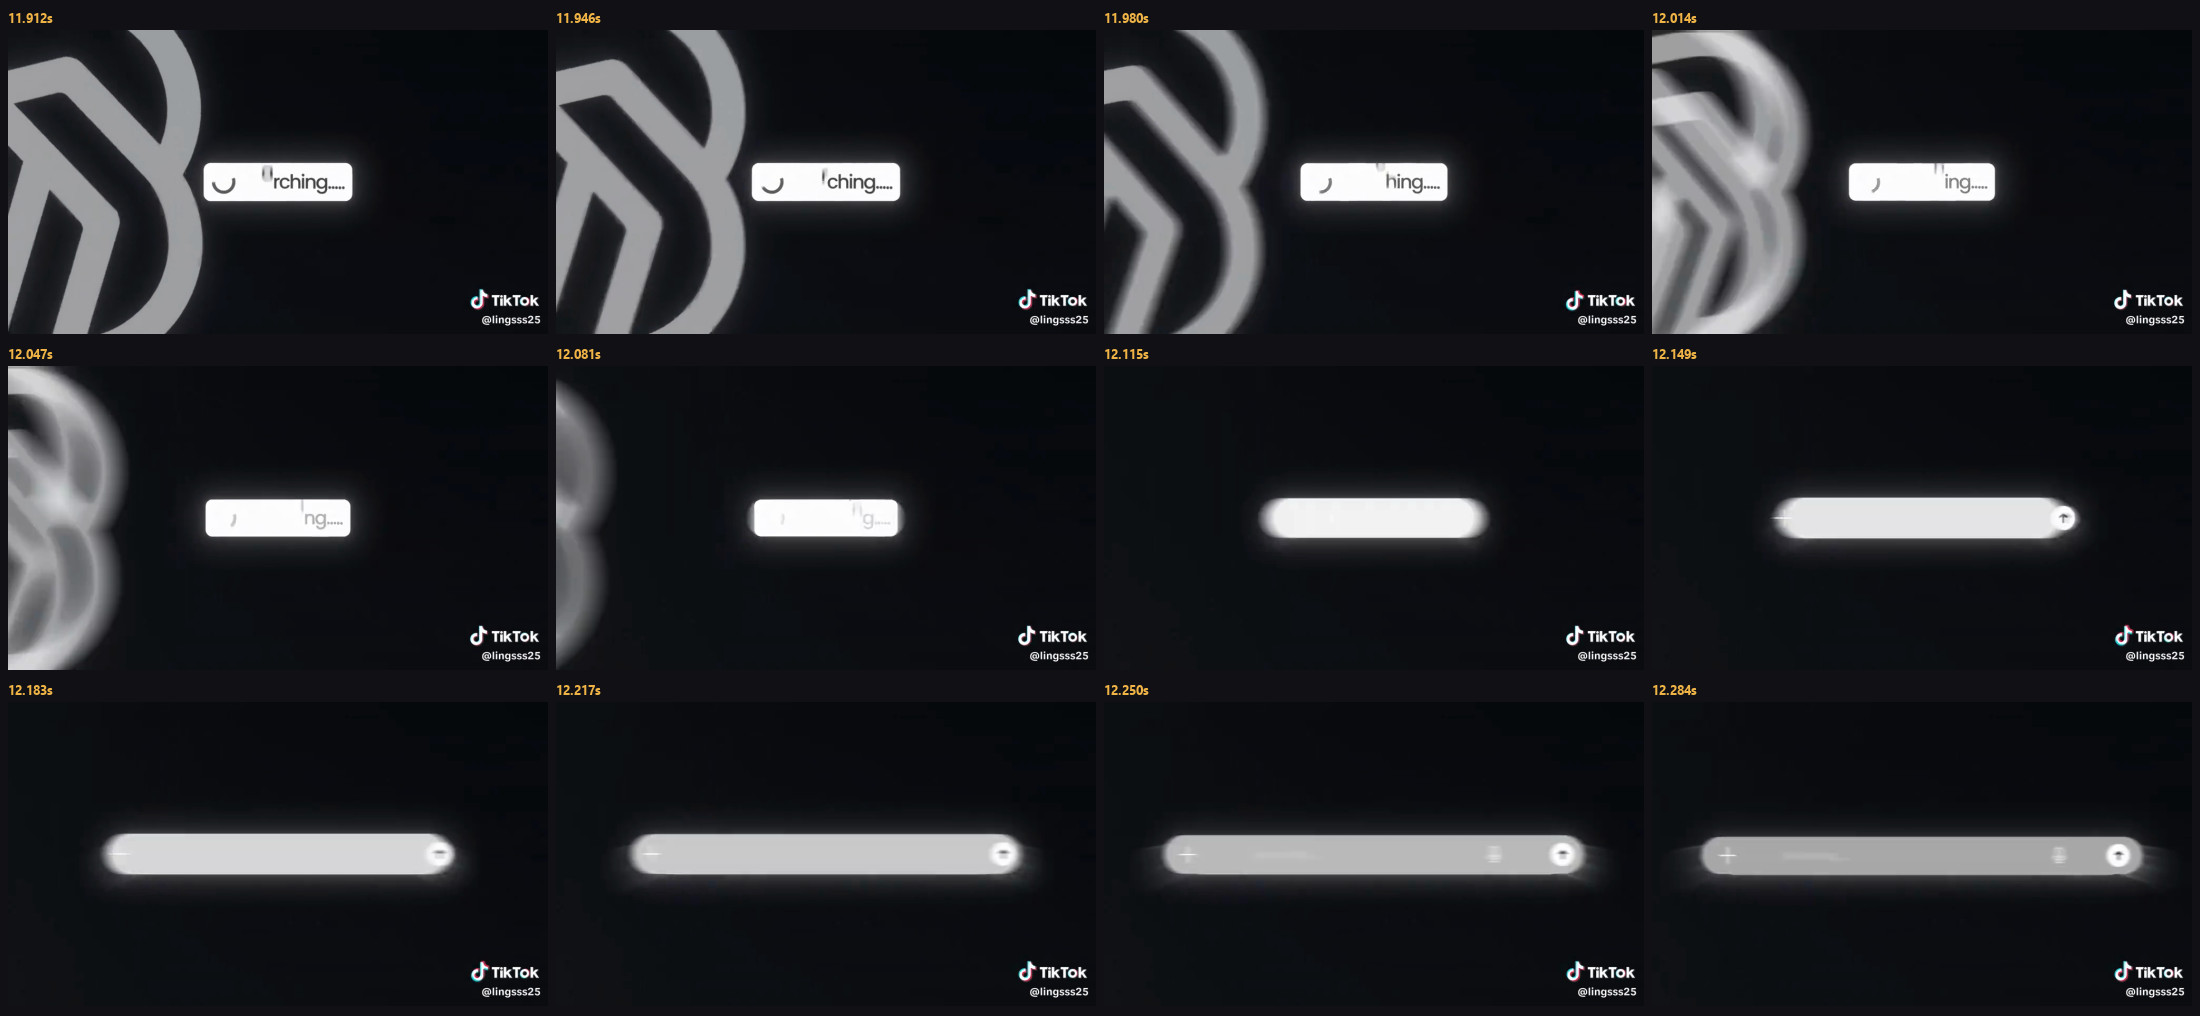 11.912s
11.946s
11.980s
12.014s
rching.....
ching.....
hing.....
ing.....
TikTok
@lingsss25
TikTok
@lingsss25
TikTok
@lingsss25
TikTok
@lingsss25
12.047s
12.081s
12.115s
12.149s
ng.....
g.....
TikTok
@lingsss25
TikTok
@lingsss25
TikTok
@lingsss25
TikTok
@lingsss25
12.183s
12.217s
12.250s
12.284s
TikTok
@lingsss25
TikTok
@lingsss25
TikTok
@lingsss25
TikTok
@lingsss25